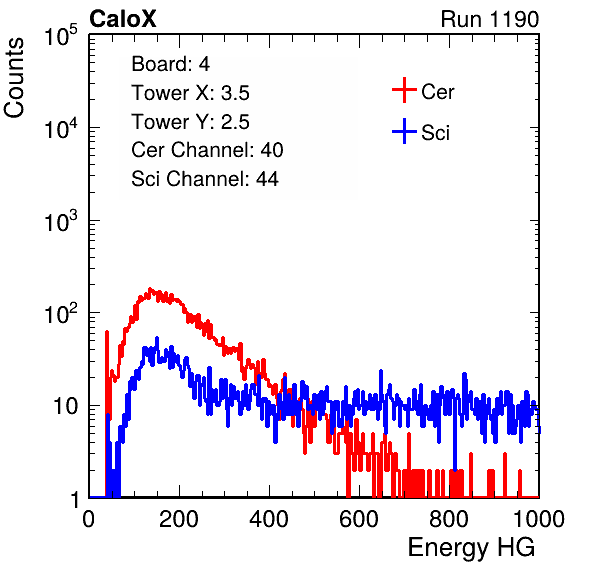 CaloX Run 1190
Counts
10^5
10^4
10^3
10^2
10
1
Board: 4
Tower X: 3.5
Tower Y: 2.5
Cer Channel: 40
Sci Channel: 44
Cer
Sci
0 200 400 600 800 1000
Energy HG